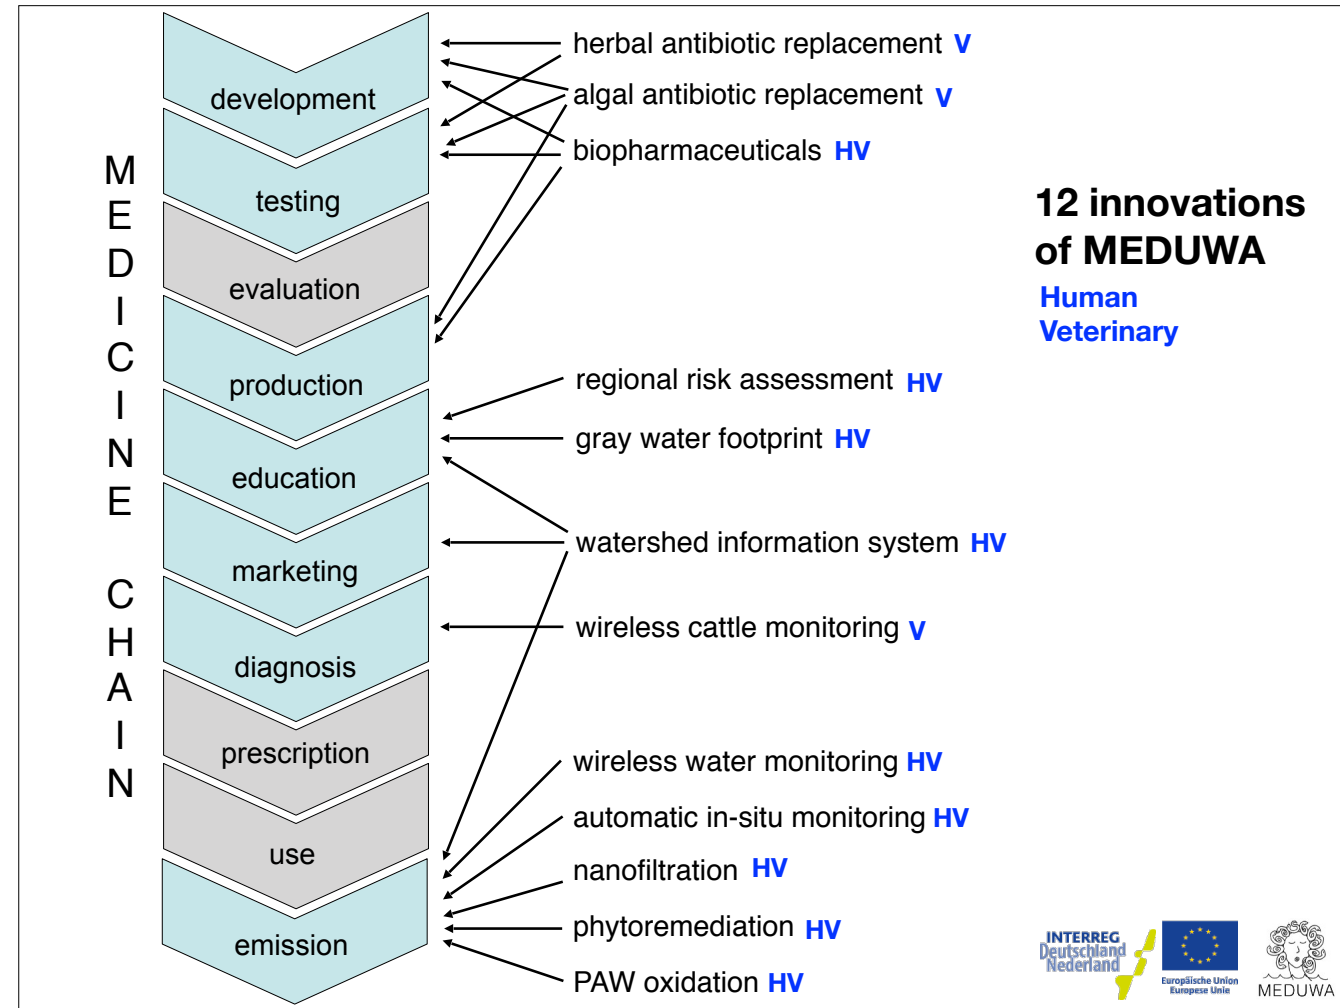 MEDICINE CHAIN
development
testing
evaluation
production
education
marketing
diagnosis
prescription
use
emission
herbal antibiotic replacement V
algal antibiotic replacement V
biopharmaceuticals HV
regional risk assessment HV
gray water footprint HV
watershed information system HV
wireless cattle monitoring V
wireless water monitoring HV
automatic in-situ monitoring HV
nanofiltration HV
phytoremediation HV
PAW oxidation HV
12 innovations
of MEDUWA
Human
Veterinary
INTERREG
Deutschland
Nederland
Europäische Union
Europese Unie
MEDUWA